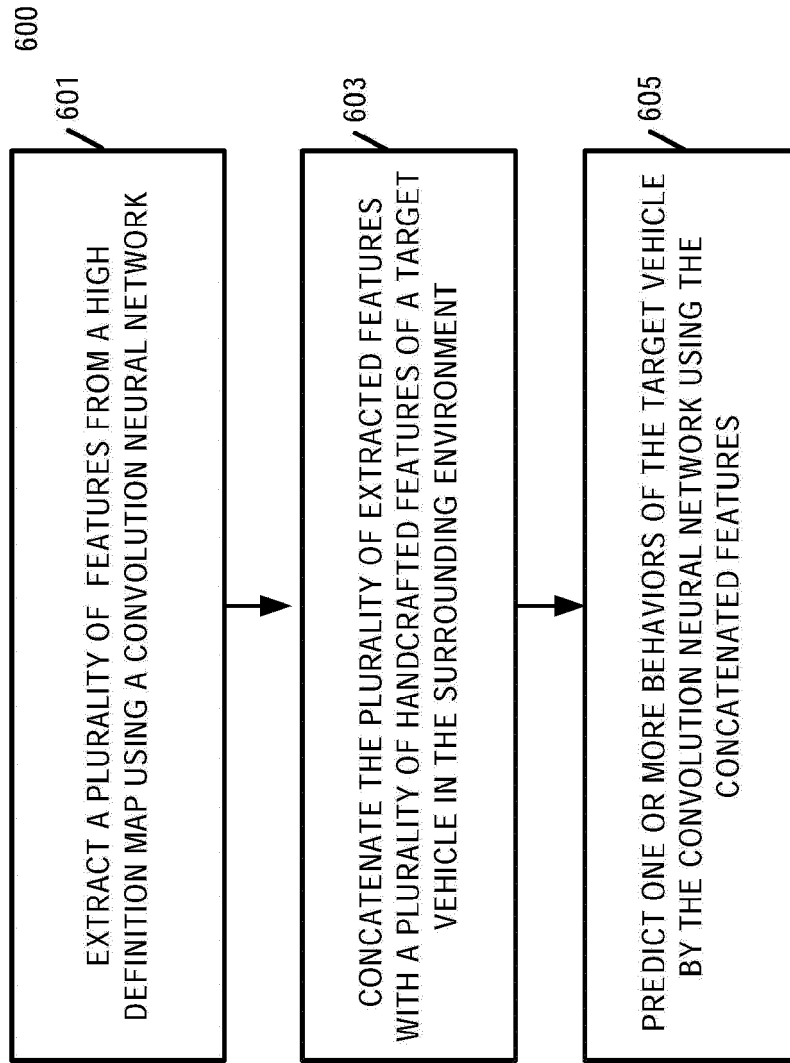 600
601
EXTRACT A PLURALITY OF FEATURES FROM A HIGH
DEFINITION MAP USING A CONVOLUTION NEURAL NETWORK
603
CONCATENATE THE PLURALITY OF EXTRACTED FEATURES
WITH A PLURALITY OF HANDCRAFTED FEATURES OF A TARGET
VEHICLE IN THE SURROUNDING ENVIRONMENT
605
PREDICT ONE OR MORE BEHAVIORS OF THE TARGET VEHICLE
BY THE CONVOLUTION NEURAL NETWORK USING THE
CONCATENATED FEATURES